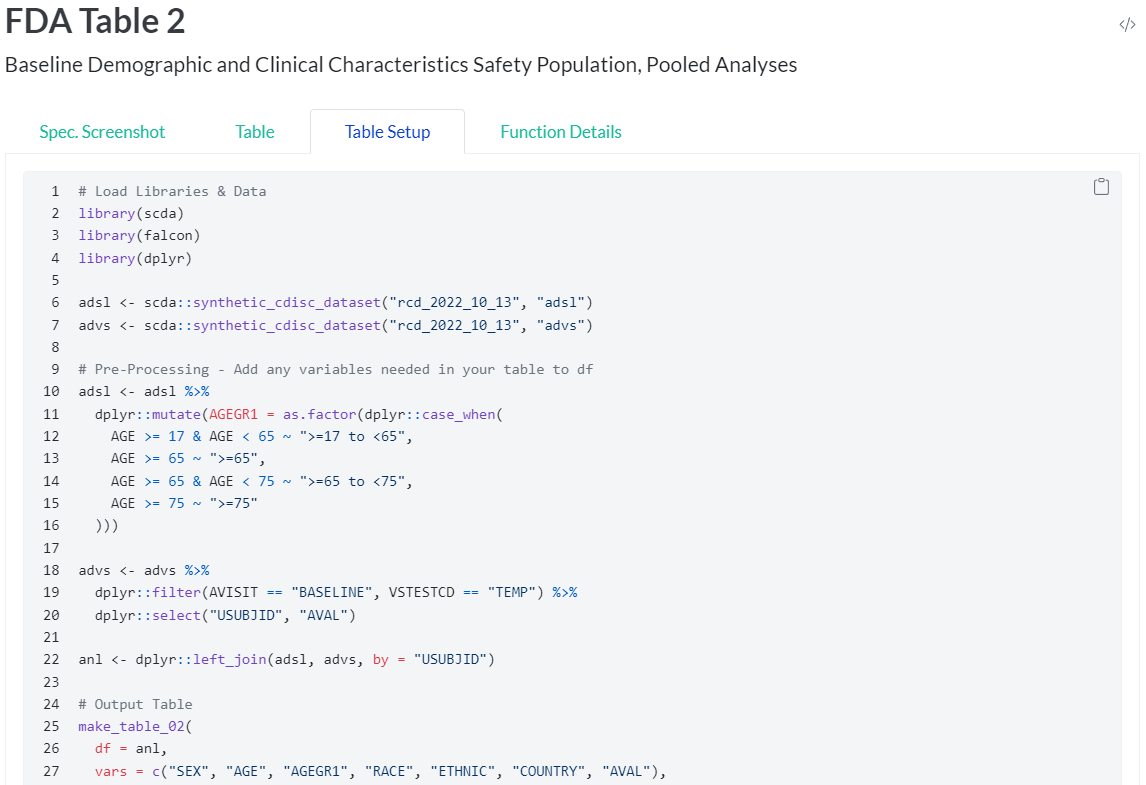 FDA Table 2
</>
Baseline Demographic and Clinical Characteristics Safety Population, Pooled Analyses
Spec. Screenshot Table Table Setup Function Details
1 # Load Libraries & Data
2 library(scda)
3 library(falcon)
4 library(dplyr)
5
6 adsl <- scda::synthetic_cdisc_dataset("rcd_2022_10_13", "adsl")
7 advs <- scda::synthetic_cdisc_dataset("rcd_2022_10_13", "advs")
8
9 # Pre-Processing - Add any variables needed in your table to df
10 adsl <- adsl %>%
11   dplyr::mutate(AGEGR1 = as.factor(dplyr::case_when(
12     AGE >= 17 & AGE < 65 ~ ">=17 to <65",
13     AGE >= 65 ~ ">=65",
14     AGE >= 65 & AGE < 75 ~ ">=65 to <75",
15     AGE >= 75 ~ ">=75"
16   )))
17
18 advs <- advs %>%
19   dplyr::filter(AVISIT == "BASELINE", VSTESTCD == "TEMP") %>%
20   dplyr::select("USUBJID", "AVAL")
21
22 anl <- dplyr::left_join(adsl, advs, by = "USUBJID")
23
24 # Output Table
25 make_table_02(
26   df = anl,
27   vars = c("SEX", "AGE", "AGEGR1", "RACE", "ETHNIC", "COUNTRY", "AVAL"),